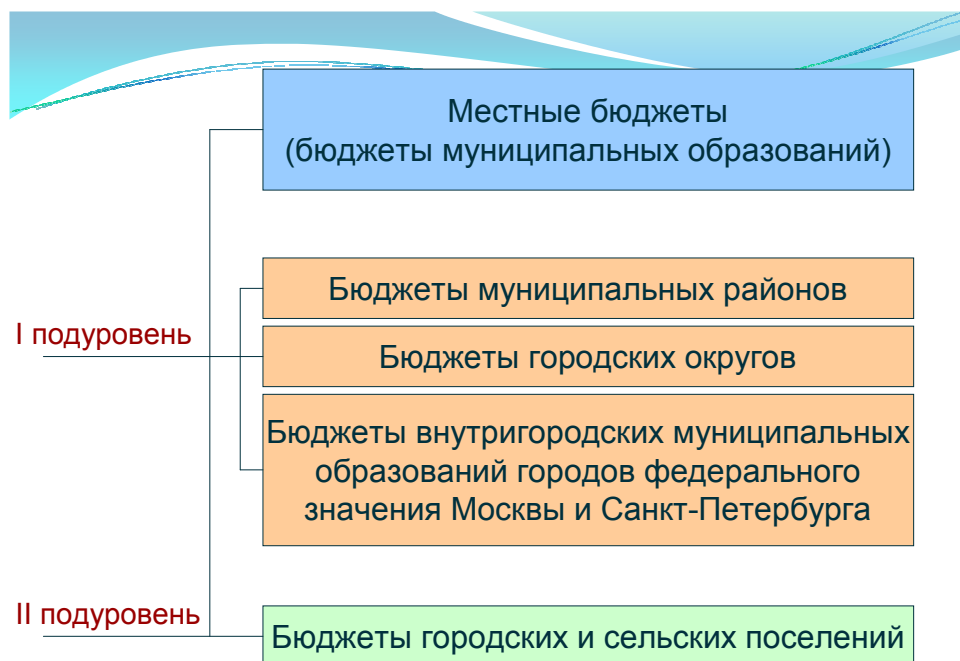 Местные бюджеты
(бюджеты муниципальных образований)
Бюджеты муниципальных районов
I подуровень
Бюджеты городских округов
Бюджеты внутригородских муниципальных
образований городов федерального
значения Москвы и Санкт-Петербурга
II подуровень
Бюджеты городских и сельских поселений